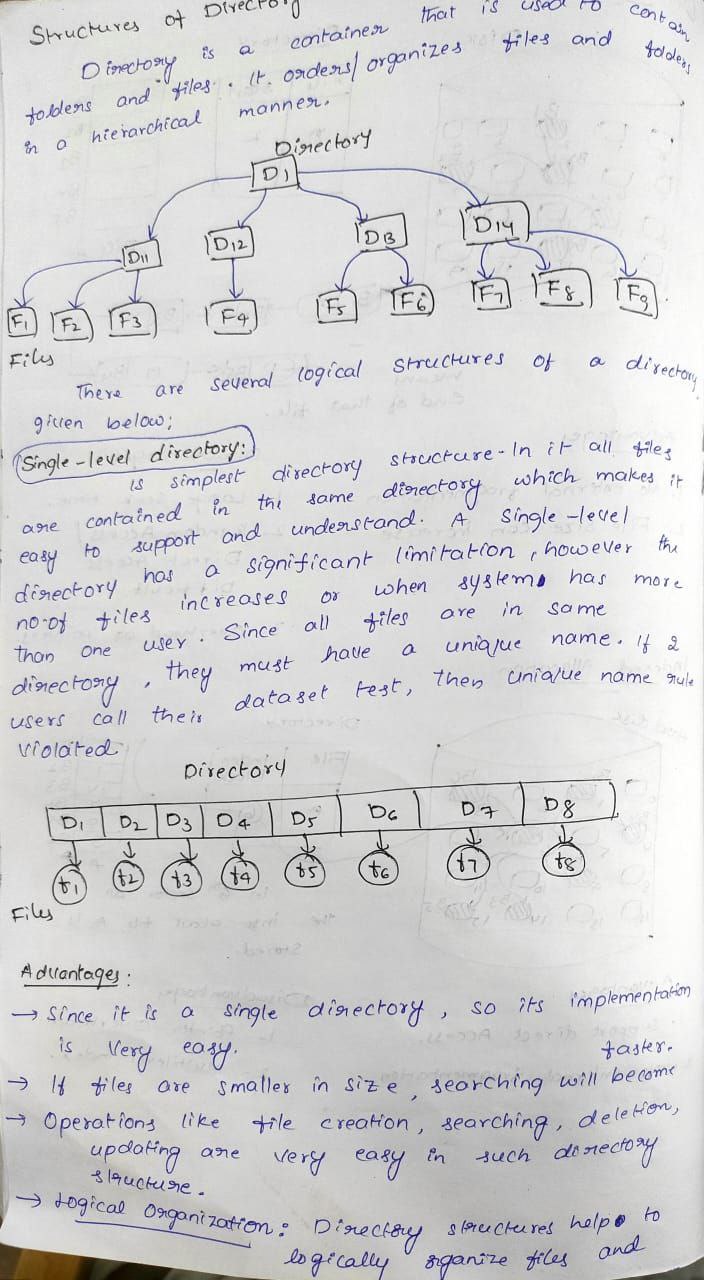 Structures of Directory
Directory is a container that is used to contain
folders and files. It orders/organizes files and folders
in a hierarchical manner.
Directory
D1
D11 D12 D13 D14
F1 F2 F3 F4 F5 F6 F7 F8 F9
Files
There are several logical structures of a directory
given below;
Single-level directory:
is simplest directory structure-In it all files
are contained in the same directory which makes it
easy to support and understand. A single-level
directory has a significant limitation, however the
no.of files increases or when system has more
than one user. Since all files are in same
directory, they must have a unique name. If 2
users call their dataset test, then unique name rule
violated
Directory
D1 D2 D3 D4 D5 D6 D7 D8
f1 f2 f3 f4 f5 f6 f7 f8
Files
Advantages:
→ Since it is a single directory, so its implementation
is very easy.
→ If files are smaller in size, searching will become faster.
→ Operations like file creation, searching, deletion,
updating are very easy in such directory
structure.
→ Logical Organization: Directory structures help to
logically organize files and